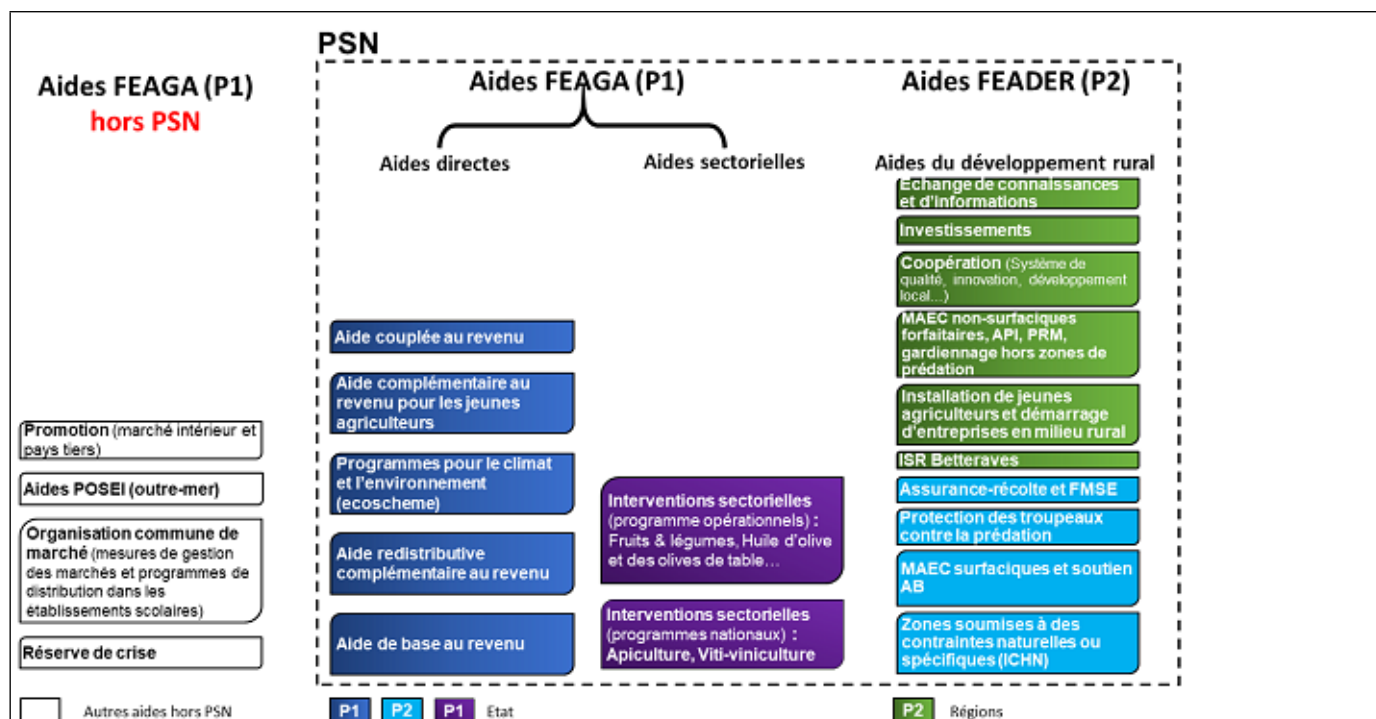 PSN
Aides FEAGA (P1)
hors PSN
Aides FEAGA (P1)
Aides directes
Aides sectorielles
Aides FEADER (P2)
Aides du développement rural
Promotion (marché intérieur et
pays tiers)
Aides POSEI (outre-mer)
Organisation commune de
marché (mesures de gestion
des marchés et programmes de
distribution dans les
établissements scolaires)
Réserve de crise
Aide couplée au revenu
Aide complémentaire au
revenu pour les jeunes
agriculteurs
Programmes pour le climat
et l'environnement
(ecoscheme)
Aide redistributive
complémentaire au revenu
Aide de base au revenu
Interventions sectorielles
(programme opérationnels) :
Fruits & légumes, Huile d'olive
et des olives de table...
Interventions sectorielles
(programmes nationaux) :
Apiculture, Viti-viniculture
Echange de connaissances
et d'informations
Investissements
Coopération (Système de
qualité, innovation, développement
local...)
MAEC non-surfaciques
forfaitaires, API, PRM,
gardiennage hors zones de
prédation
Installation de jeunes
agriculteurs et démarrage
d'entreprises en milieu rural
ISR Betteraves
Assurance-récolte et FMSE
Protection des troupeaux
contre la prédation
MAEC surfaciques et soutien
AB
Zones soumises à des
contraintes naturelles ou
spécifiques (ICHN)
Autres aides hors PSN
P1 P2 P1 Etat
P2 Régions